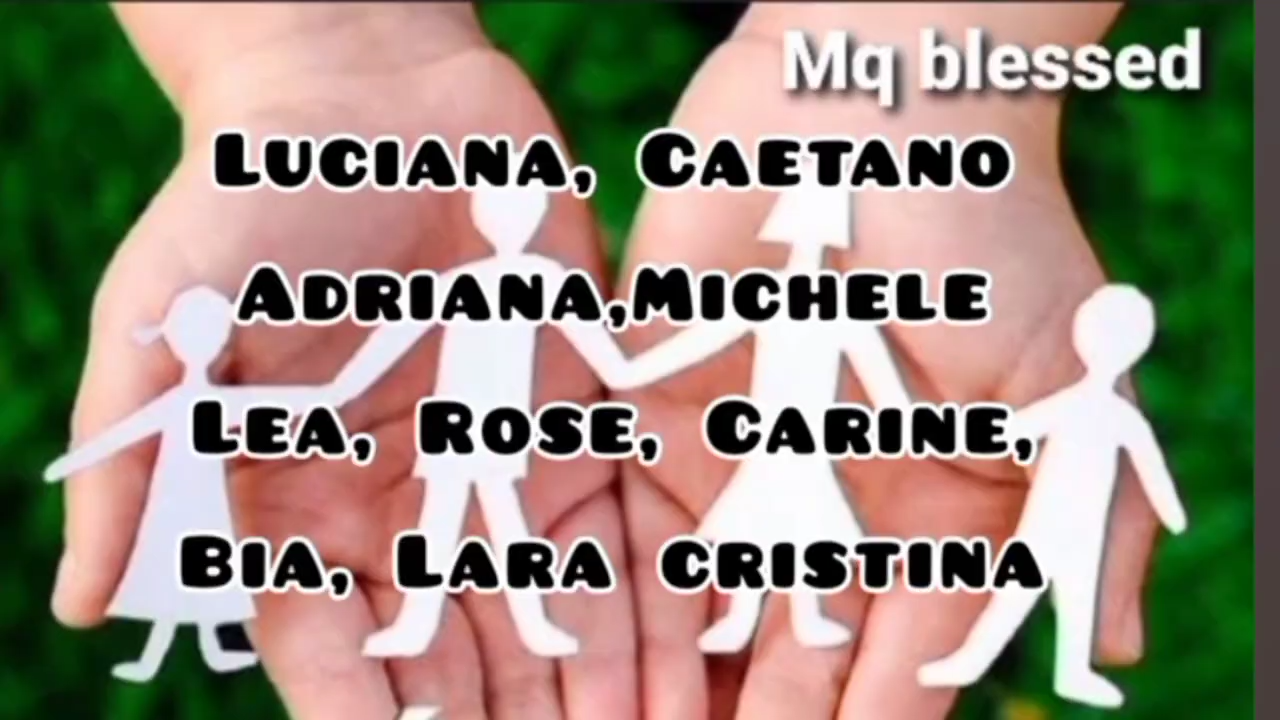 Mq blessed
LUCIANA, CAETANO
ADRIANA,MICHELE
LEA, ROSE, CARINE,
BIA, LARA CRISTINA